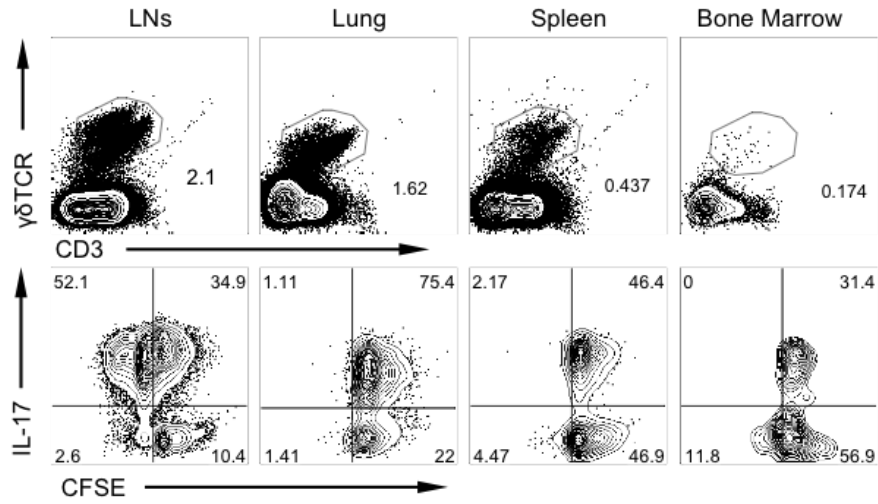 LNs Lung Spleen Bone Marrow
γδTCR
2.1 1.62 0.437 0.174
CD3
52.1 34.9 1.11 75.4 2.17 46.4 0 31.4
IL-17
2.6 10.4 1.41 22 4.47 46.9 11.8 56.9
CFSE